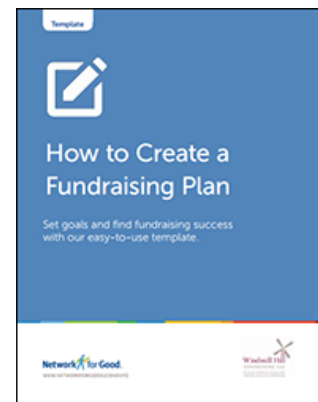 Template
How to Create a
Fundraising Plan
Set goals and find fundraising success
with our easy-to-use template.
Network for Good.
Windmill Hill